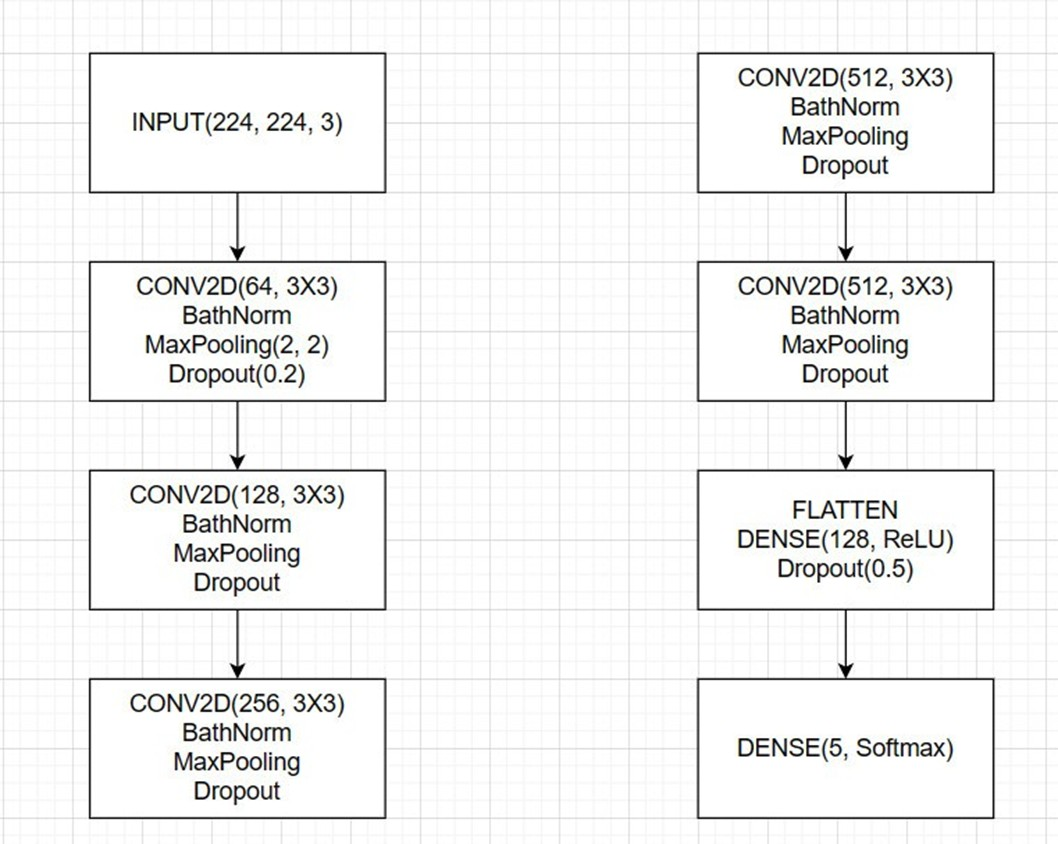 INPUT(224, 224, 3)
CONV2D(64, 3X3)
BathNorm
MaxPooling(2, 2)
Dropout(0.2)
CONV2D(128, 3X3)
BathNorm
MaxPooling
Dropout
CONV2D(256, 3X3)
BathNorm
MaxPooling
Dropout
CONV2D(512, 3X3)
BathNorm
MaxPooling
Dropout
CONV2D(512, 3X3)
BathNorm
MaxPooling
Dropout
FLATTEN
DENSE(128, ReLU)
Dropout(0.5)
DENSE(5, Softmax)